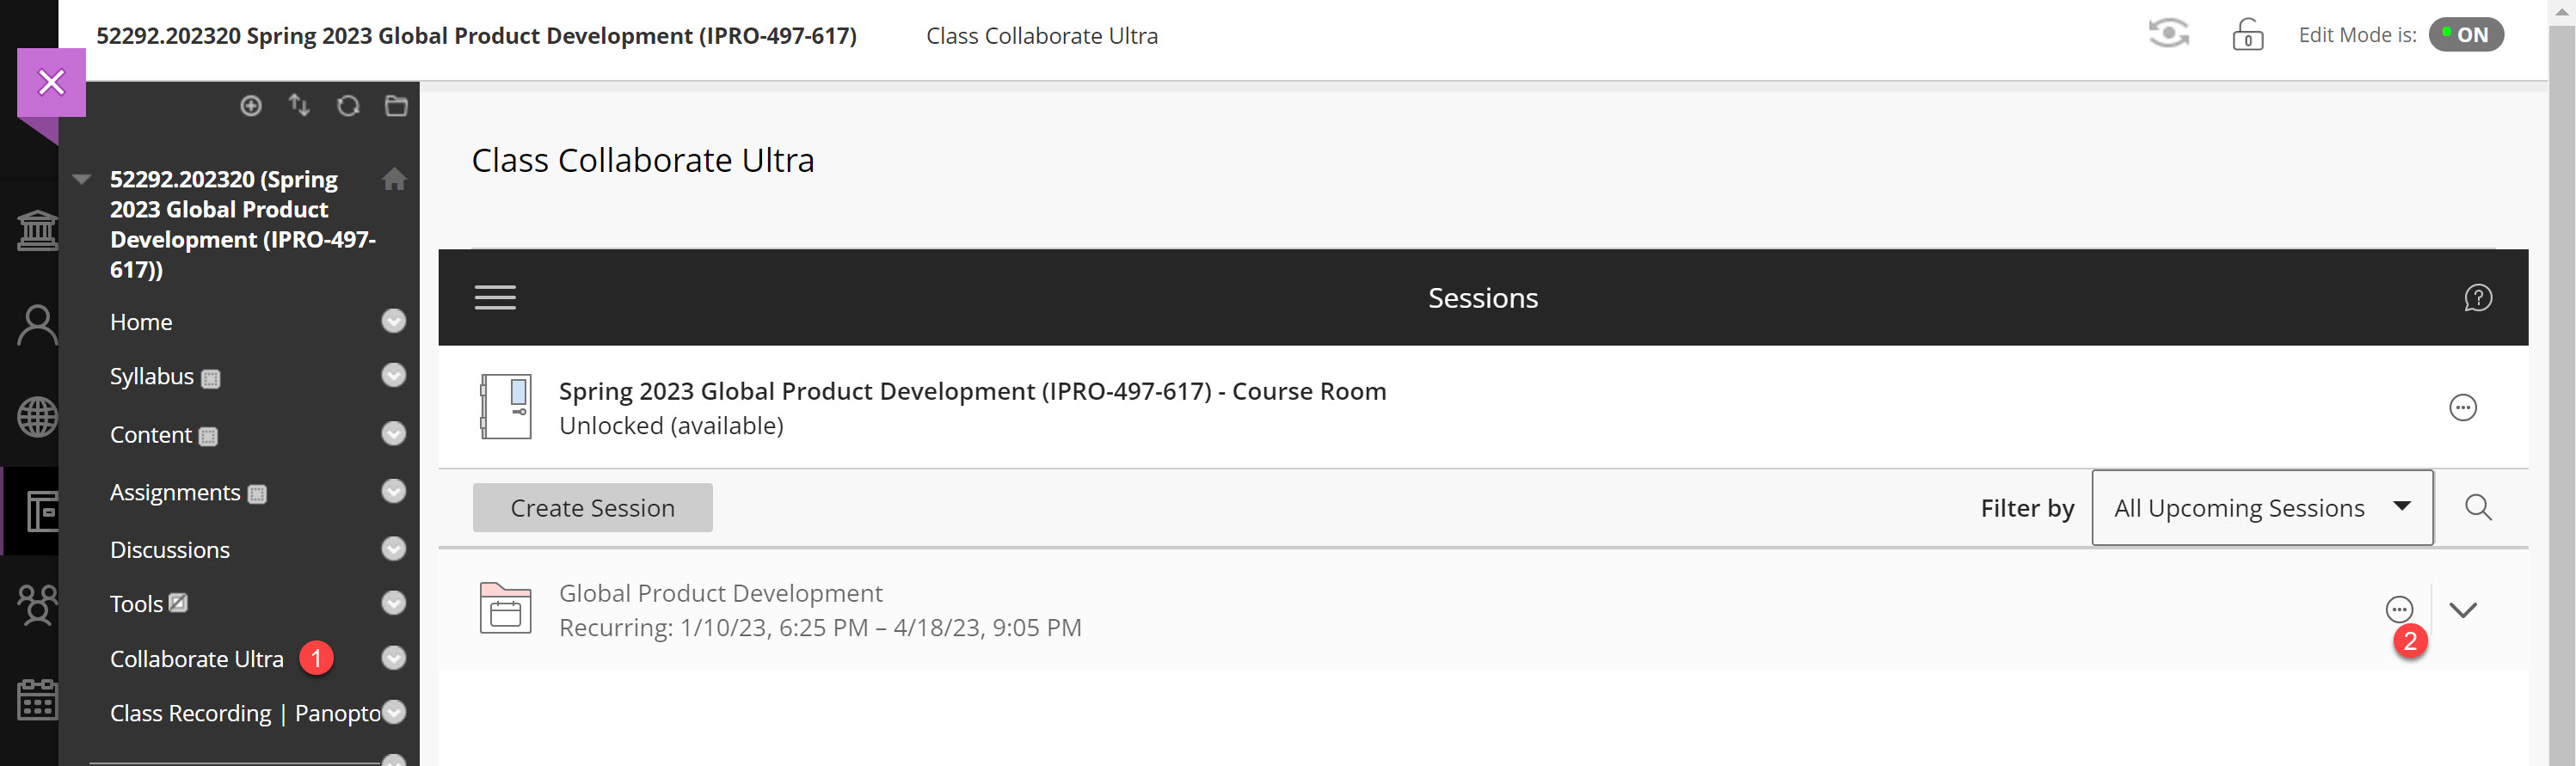 52292.202320 Spring 2023 Global Product Development (IPRO-497-617)
Class Collaborate Ultra
0
Edit Mode is:
ON
52292.202320 (Spring
2023 Global Product
Development (IPRO-497-
617))
Home
Syllabus
Content
Assignments
Discussions
Tools
Collaborate Ultra
1
Class Recording | Panopto
Class Collaborate Ultra
Sessions
?
Spring 2023 Global Product Development (IPRO-497-617) - Course Room
Unlocked (available)
Create Session
Filter by
All Upcoming Sessions
Global Product Development
Recurring: 1/10/23, 6:25 PM – 4/18/23, 9:05 PM
2